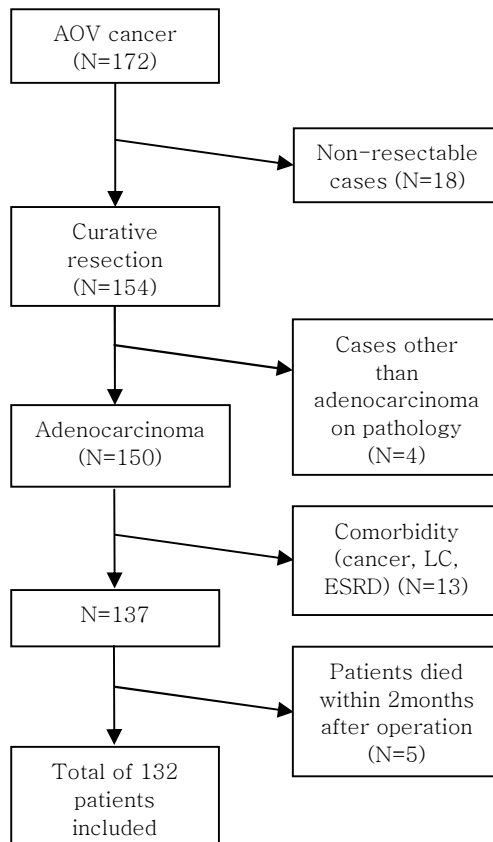 AOV cancer
(N=172)
Non-resectable
cases (N=18)
Curative
resection
(N=154)
Cases other
than
adenocarcinoma
on pathology
(N=4)
Adenocarcinoma
(N=150)
Comorbidity
(cancer, LC,
ESRD) (N=13)
N=137
Patients died
within 2months
after operation
(N=5)
Total of 132
patients
included